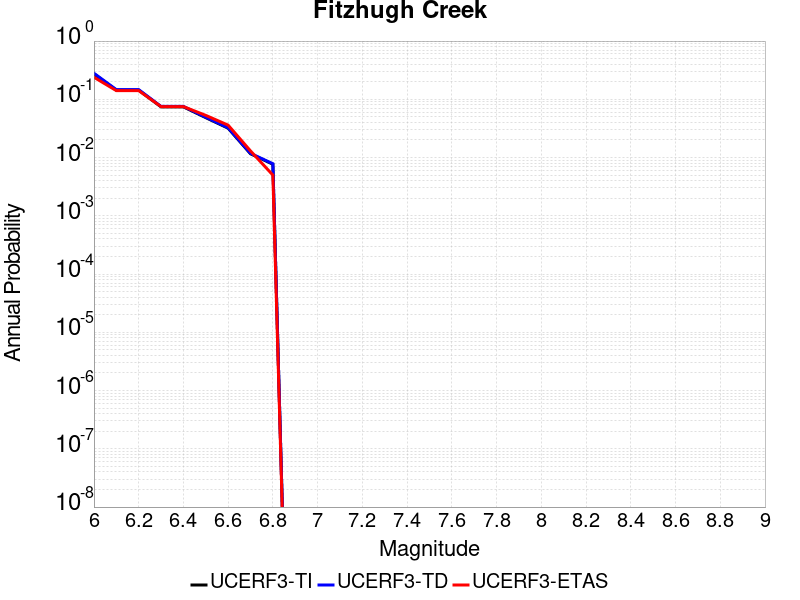 Fitzhugh Creek
10^0
10^-1
10^-2
10^-3
10^-4
10^-5
10^-6
10^-7
10^-8
Annual Probability
6 6.2 6.4 6.6 6.8 7 7.2 7.4 7.6 7.8 8 8.2 8.4 8.6 8.8 9
Magnitude
UCERF3-TI UCERF3-TD UCERF3-ETAS